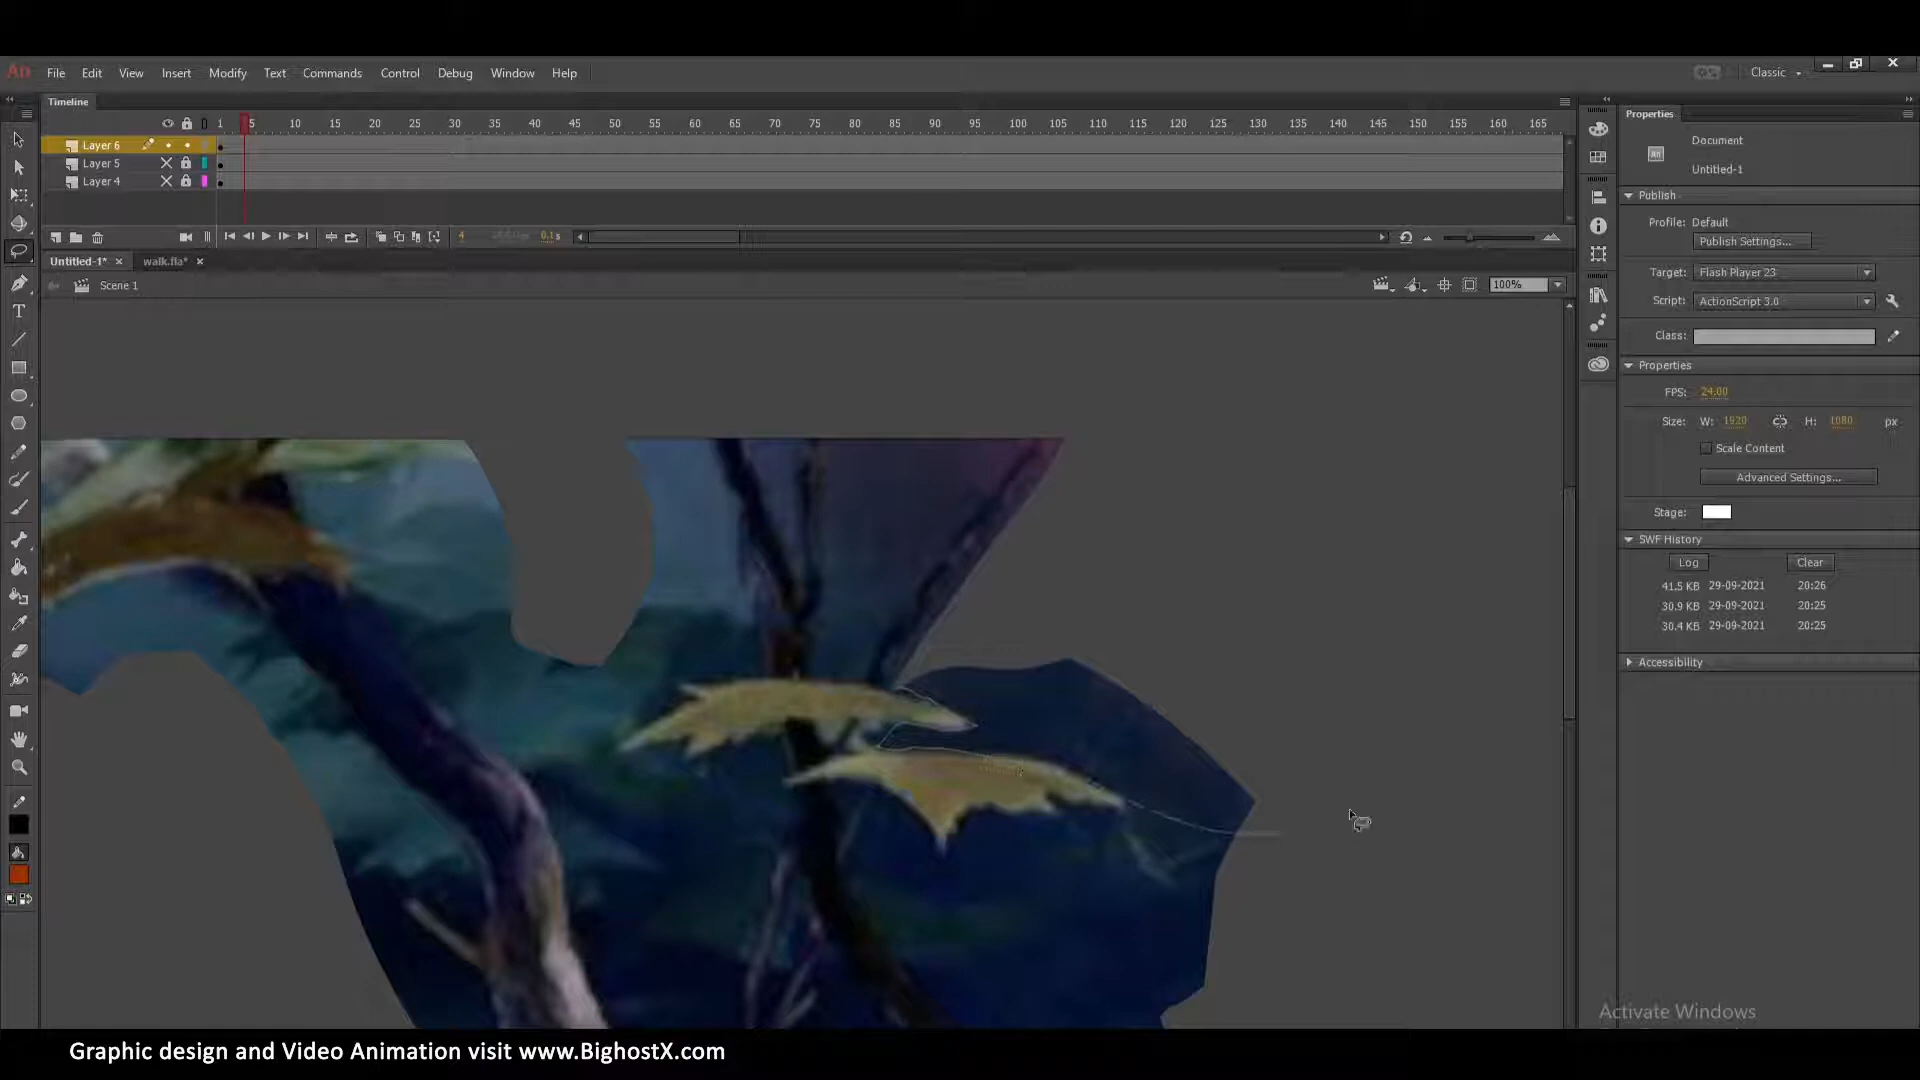 An File Edit View Insert Modify Text Commands Control Debug Window Help Classic
Timeline
1 5 10 15 20 25 30 35 40 45 50 55 60 65 70 75 80 85 90 95 100 105 110 115 120 125 130 135 140 145 150 155 160 165
Layer 6
Layer 5
Layer 4
4 0.1s
Untitled-1* walk.fla*
Scene 1
100%
Properties
Document
Untitled-1
Publish
Profile: Default
Publish Settings...
Target: Flash Player 23
Script: ActionScript 3.0
Class:
Properties
FPS: 24.00
Size: W: 1920 H: 1080 px
Scale Content
Advanced Settings...
Stage:
SWF History
Log Clear
41.5 KB 29-09-2021 20:26
30.9 KB 29-09-2021 20:25
30.4 KB 29-09-2021 20:25
Accessibility
Activate Windows
Graphic design and Video Animation visit www.BighostX.com